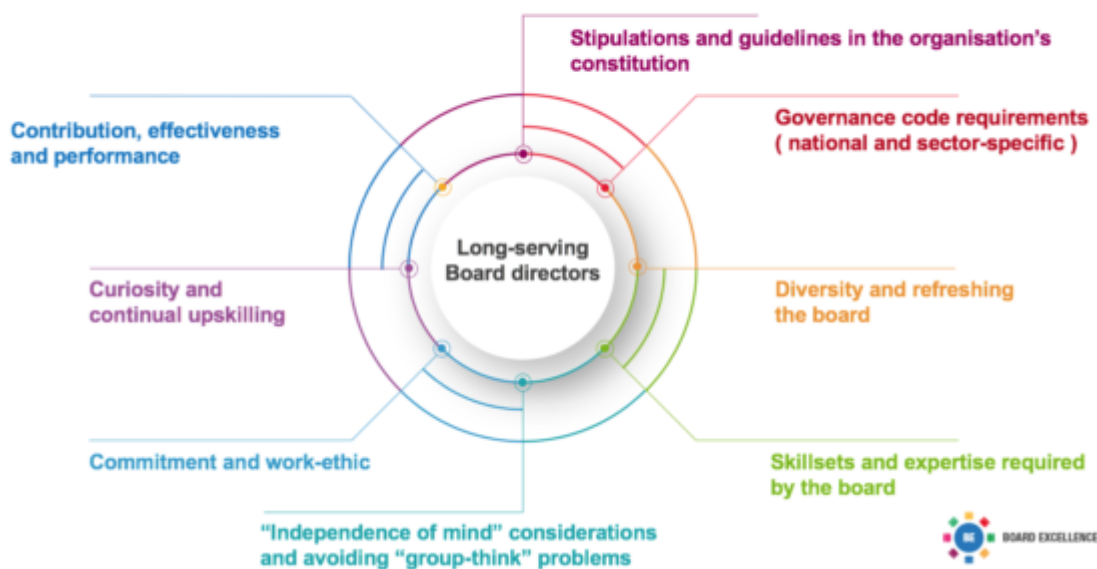 Stipulations and guidelines in the organisation's
constitution
Governance code requirements
( national and sector-specific )
Diversity and refreshing
the board
Skillsets and expertise required
by the board
“Independence of mind” considerations
and avoiding “group-think” problems
Commitment and work-ethic
Curiosity and
continual upskilling
Contribution, effectiveness
and performance
Long-serving
Board directors
BE
BOARD EXCELLENCE